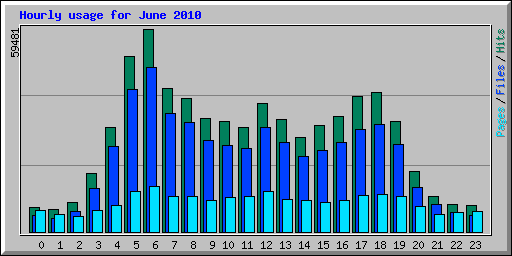 Hourly usage for June 2010
59481
Pages / Files / Hits
0 1 2 3 4 5 6 7 8 9 10 11 12 13 14 15 16 17 18 19 20 21 22 23